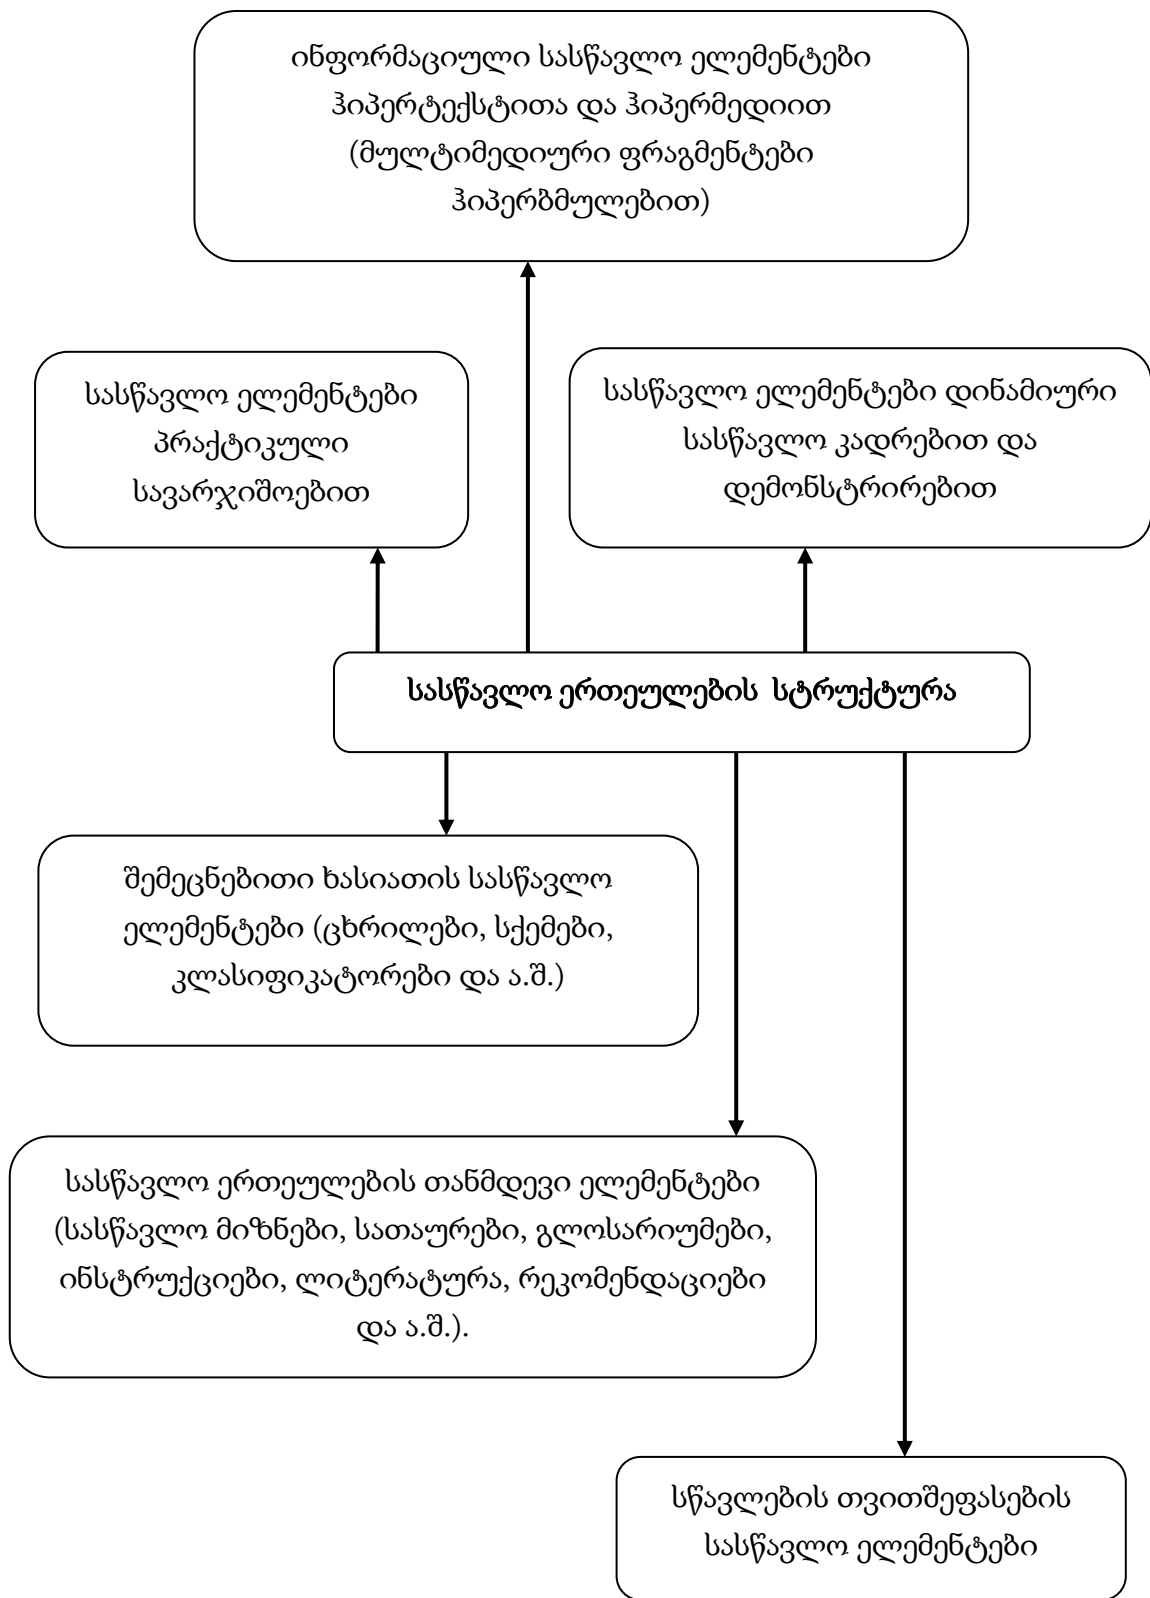 ინფორმაციული სასწავლო ელემენტები
ჰიპერტექსტითა და ჰიპერმედიით
(მულტიმედიური ფრაგმენტები
ჰიპერბმულებით)
სასწავლო ელემენტები
პრაქტიკული
სავარჯიშოებით
სასწავლო ელემენტები დინამიური
სასწავლო კადრებით და
დემონსტრირებით
სასწავლო ერთეულების სტრუქტურა
შემეცნებითი ხასიათის სასწავლო
ელემენტები (ცხრილები, სქემები,
კლასიფიკატორები და ა.შ.)
სასწავლო ერთეულების თანმდევი ელემენტები
(სასწავლო მიზნები, სათაურები, გლოსარიუმები,
ინსტრუქციები, ლიტერატურა, რეკომენდაციები
და ა.შ.).
სწავლების თვითშეფასების
სასწავლო ელემენტები